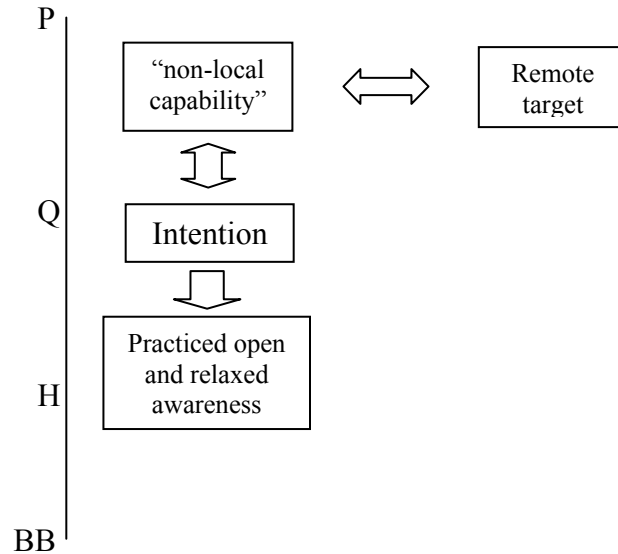 P
“non-local
capability”
Remote
target
Q
Intention
Practiced open
and relaxed
awareness
H
BB